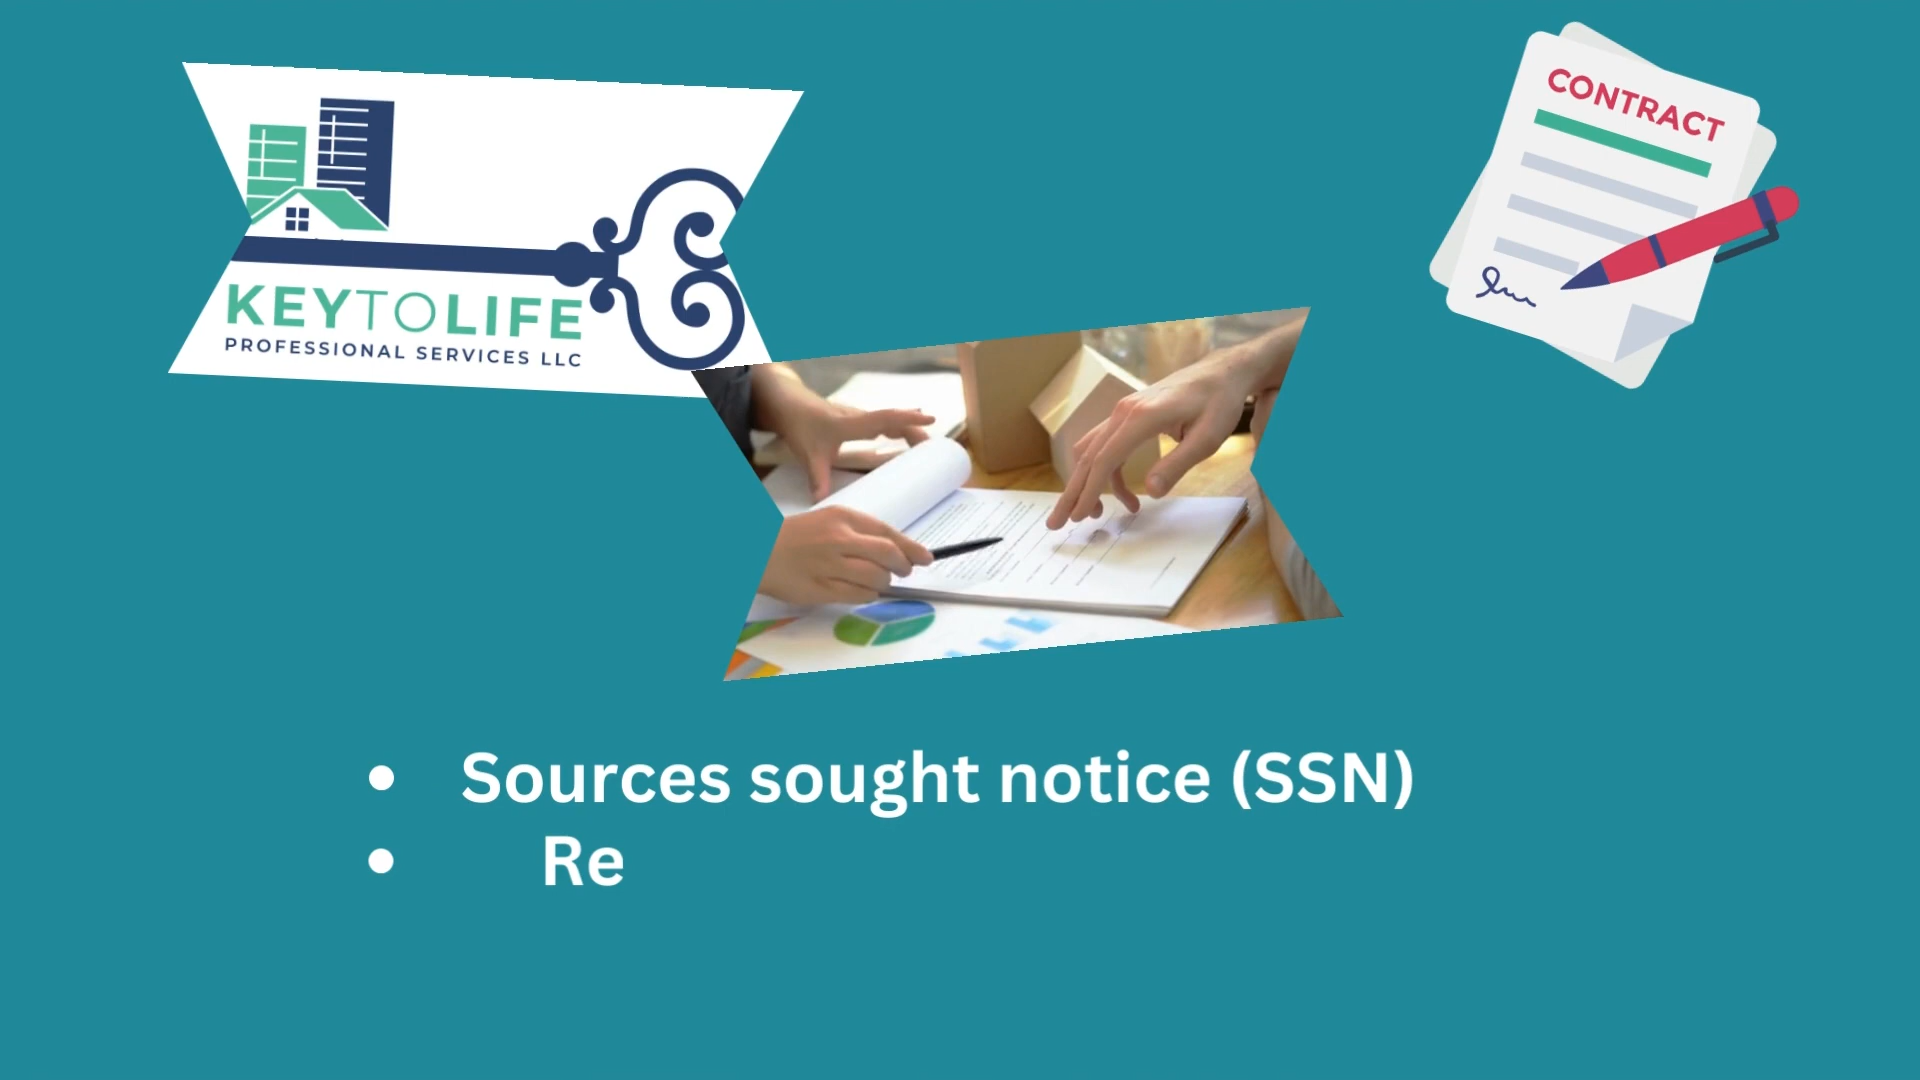 KEYTOLIFE
PROFESSIONAL SERVICES LLC
CONTRACT
• Sources sought notice (SSN)
• Re